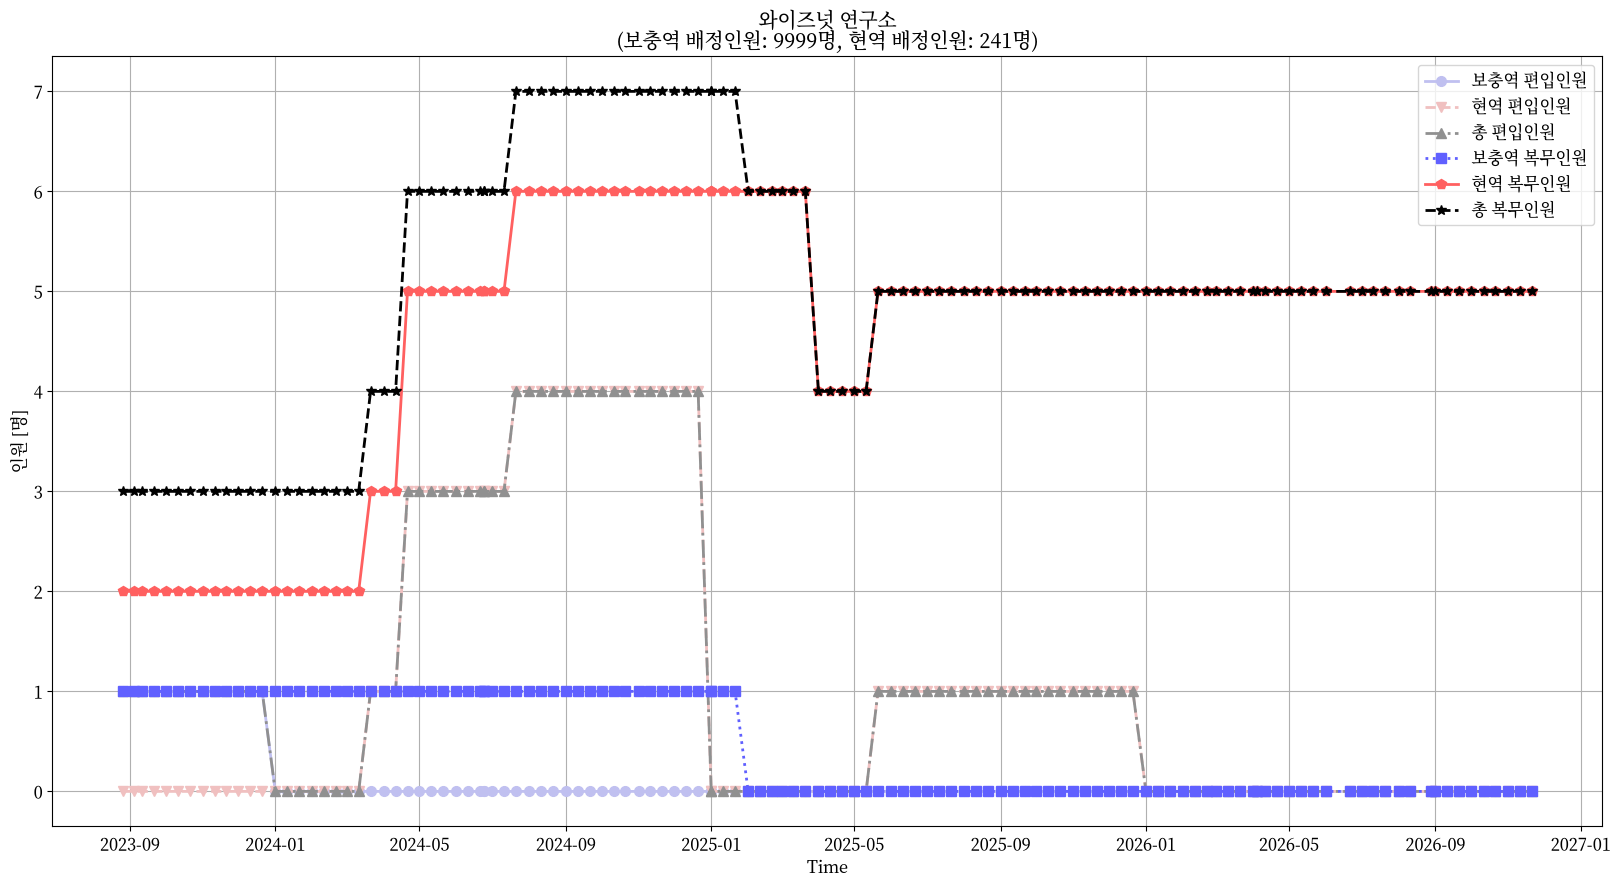 와이즈넛 연구소
(보충역 배정인원: 9999명, 현역 배정인원: 241명)
보충역 편입인원
현역 편입인원
총 편입인원
보충역 복무인원
현역 복무인원
총 복무인원
인원 [명]
7
6
5
4
3
2
1
0
2023-09
2024-01
2024-05
2024-09
2025-01
2025-05
2025-09
2026-01
2026-05
2026-09
2027-01
Time